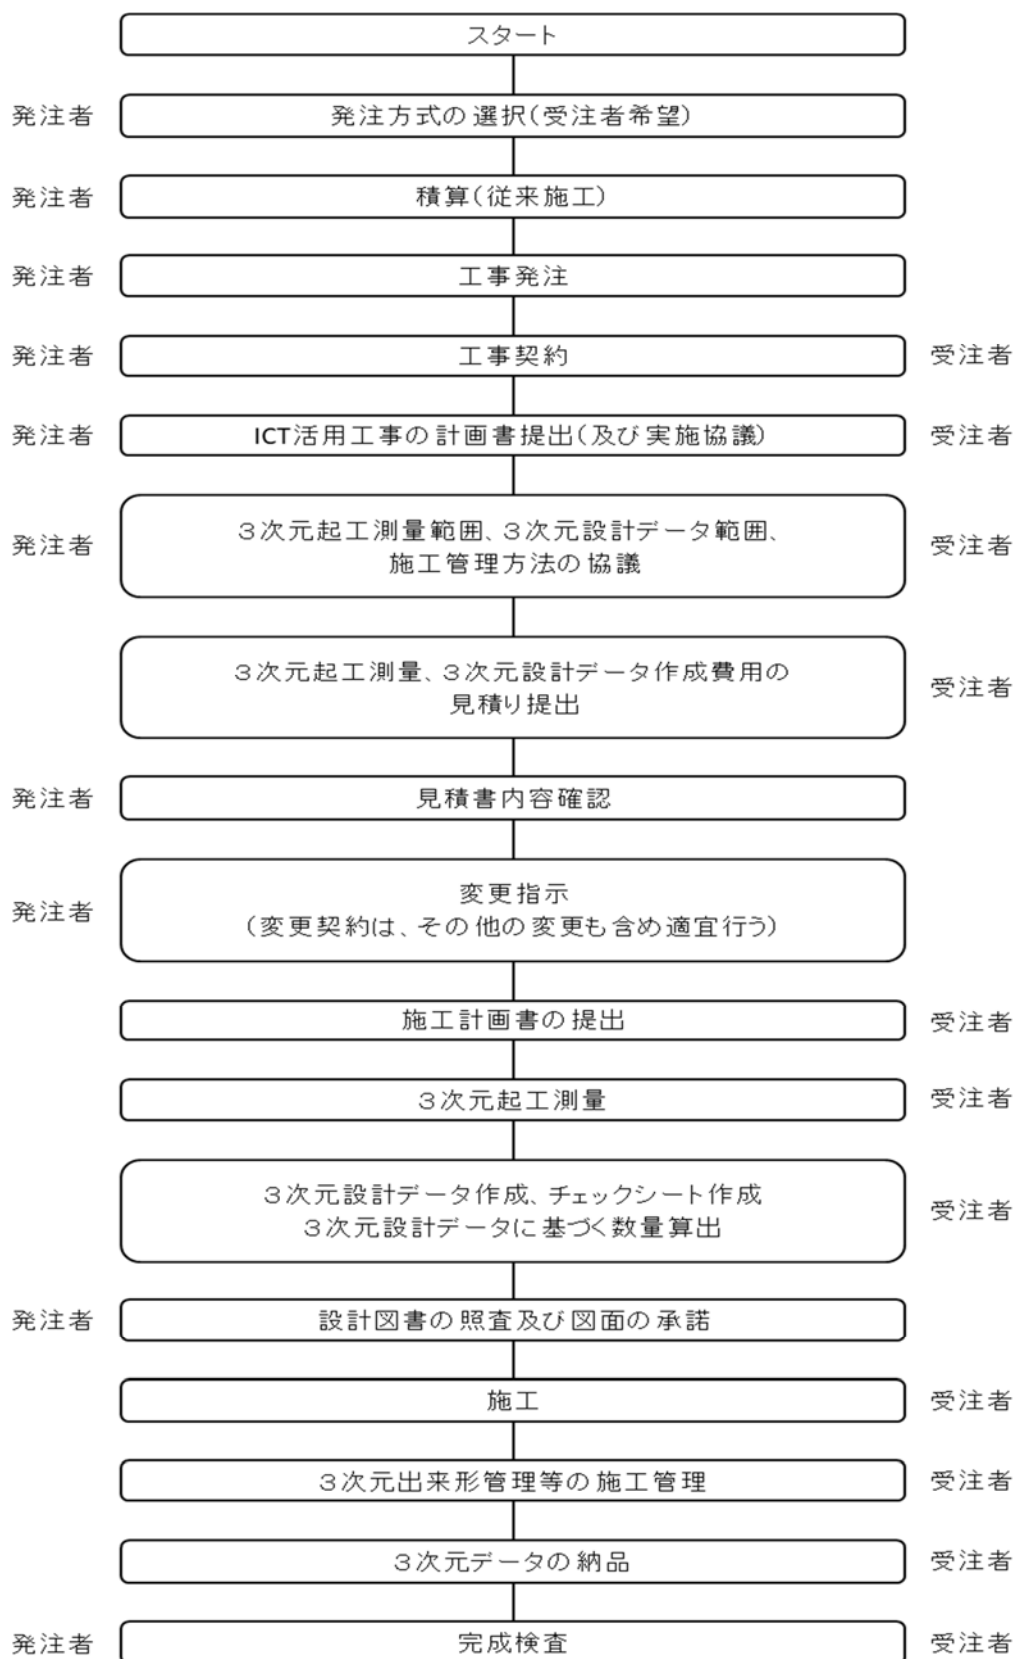 スタート
発注者 発注方式の選択(受注者希望)
発注者 積算(従来施工)
発注者 工事発注
発注者 工事契約 受注者
発注者 ICT活用工事の計画書提出(及び実施協議) 受注者
発注者 3次元起工測量範囲、3次元設計データ範囲、
施工管理方法の協議 受注者
3次元起工測量、3次元設計データ作成費用の
見積り提出 受注者
発注者 見積書内容確認
発注者 変更指示
(変更契約は、その他の変更も含め適宜行う)
施工計画書の提出 受注者
3次元起工測量 受注者
3次元設計データ作成、チェックシート作成
3次元設計データに基づく数量算出 受注者
発注者 設計図書の照査及び図面の承諾
施工 受注者
3次元出来形管理等の施工管理 受注者
3次元データの納品 受注者
発注者 完成検査 受注者